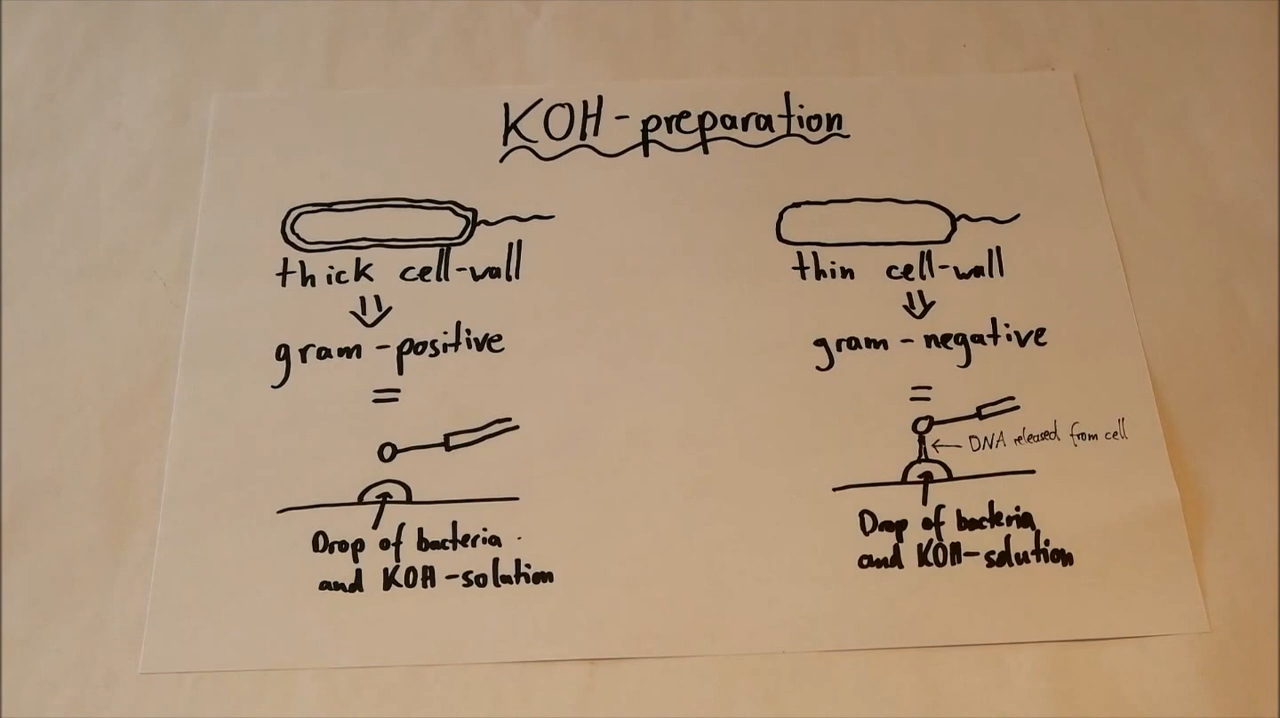 KOH-preparation
thick cell-wall
gram-positive
=
Drop of bacteria
and KOH-solution
thin cell-wall
gram-negative
=
DNA released from cell
Drop of bacteria
and KOH-solution